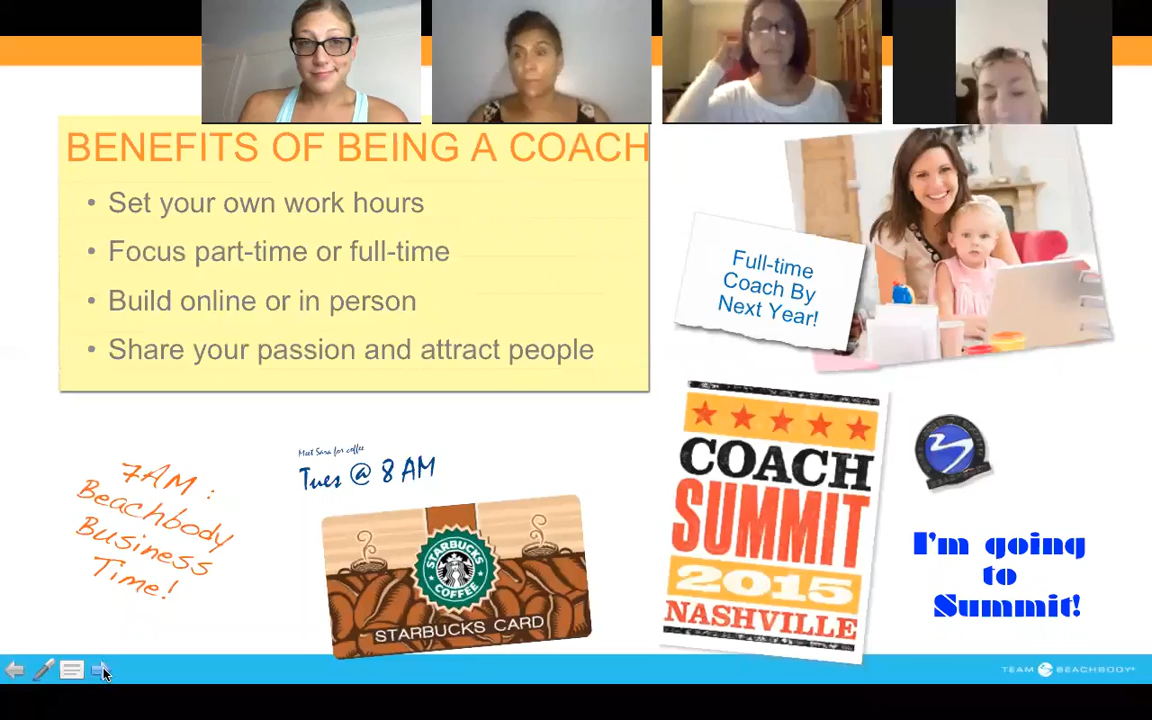 BENEFITS OF BEING A COACH
• Set your own work hours
• Focus part-time or full-time
• Build online or in person
• Share your passion and attract people
Full-time
Coach By
Next Year!
7AM:
Beachbody
Business
Time!
Meet Sara for coffee
Tues @ 8 AM
STARBUCKS
COFFEE
STARBUCKS CARD
COACH
SUMMIT
2015
NASHVILLE
I'm going
to
Summit!
TEAM BEACHBODY